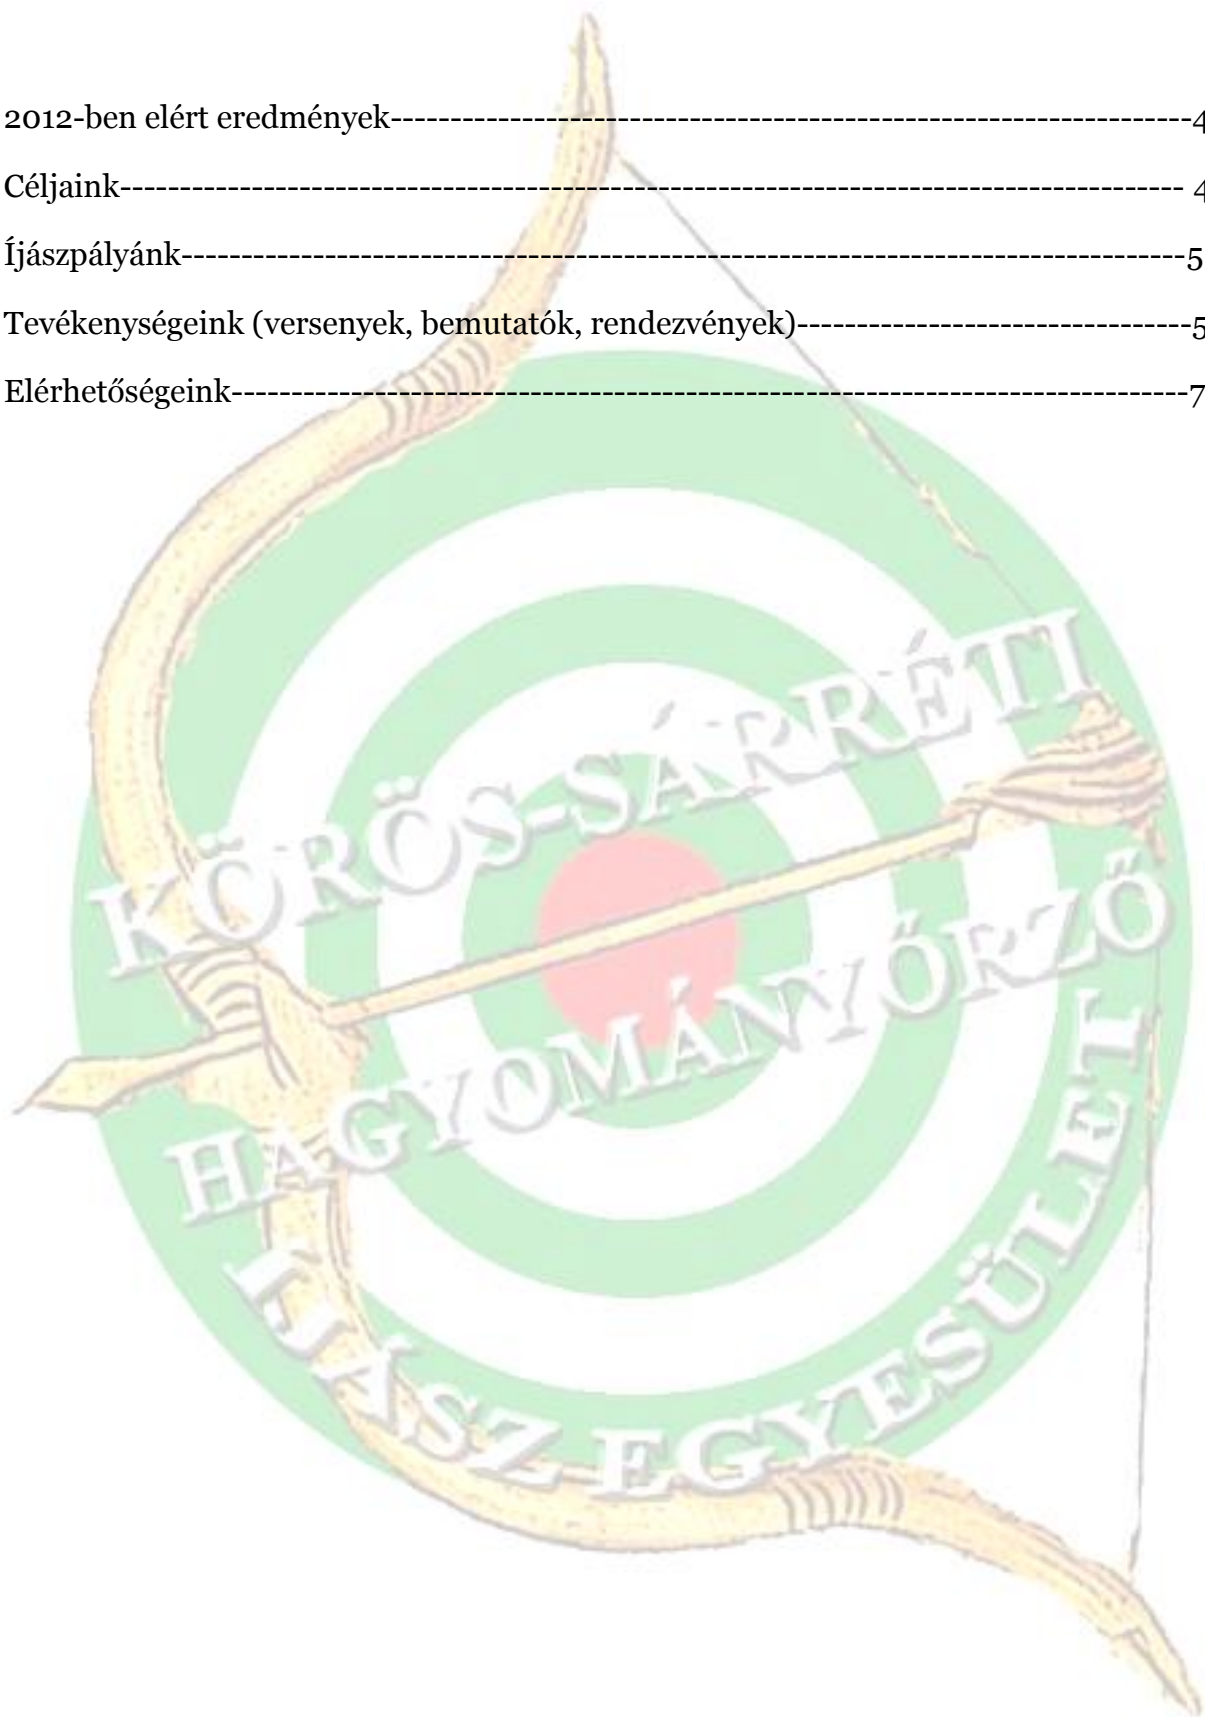 2012-ben elért eredmények-------------------------------------------------------------------4
Céljaink----------------------------------------------------------------------------------------- 4
Íjászpályánk------------------------------------------------------------------------------------5
Tevékenységeink (versenyek, bemutatók, rendezvények)---------------------------------5
Elérhetőségeink--------------------------------------------------------------------------------7
KÖRÖS-SÁRRÉTI
HAGYOMÁNYŐRZŐ
ÍJÁSZ EGYESÜLET